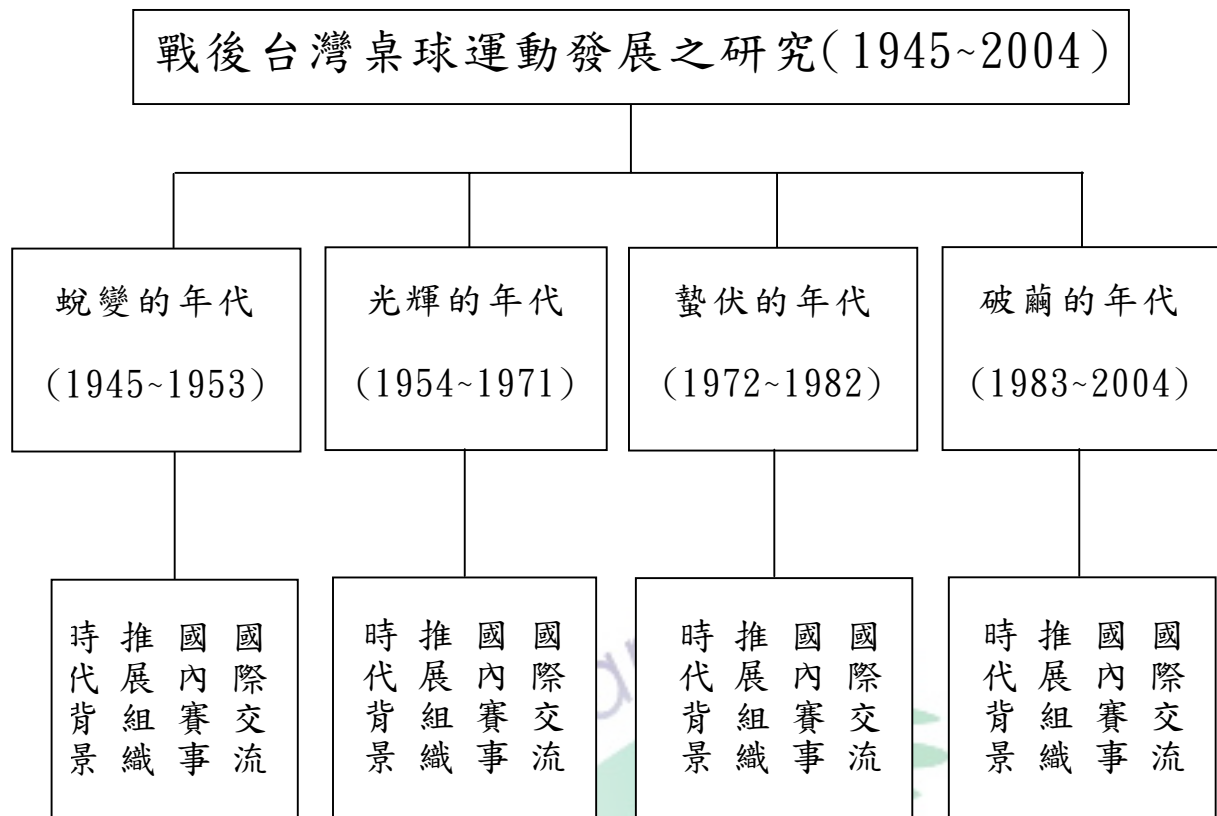 戰後台灣桌球運動發展之研究(1945~2004)
蛻變的年代
(1945~1953)
光輝的年代
(1954~1971)
蟄伏的年代
(1972~1982)
破繭的年代
(1983~2004)
時代背景
推展組織
國內賽事
國際交流
時代背景
推展組織
國內賽事
國際交流
時代背景
推展組織
國內賽事
國際交流
時代背景
推展組織
國內賽事
國際交流